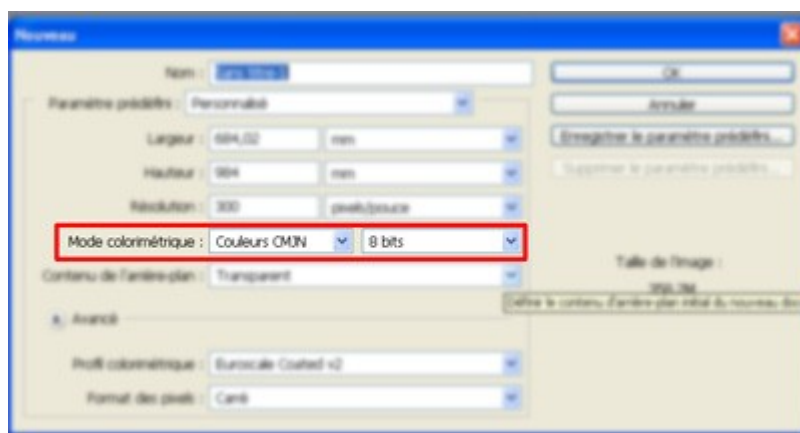 Nouveau
Nom :
OK
Paramètre prédéfini : Personnalisé
Annuler
Largeur : 684,02 mm
Enregistrer le paramètre prédéfini...
Hauteur : 984 mm
Supprimer le paramètre prédéfini...
Résolution : 300 pixels/pouce
Mode colorimétrique : Couleurs CMJN 8 bits
Taille de l'image :
Contenu de l'arrière-plan : Transparent
Avancé
Profil colorimétrique : Euroscale Coated v2
Format des pixels : Carré